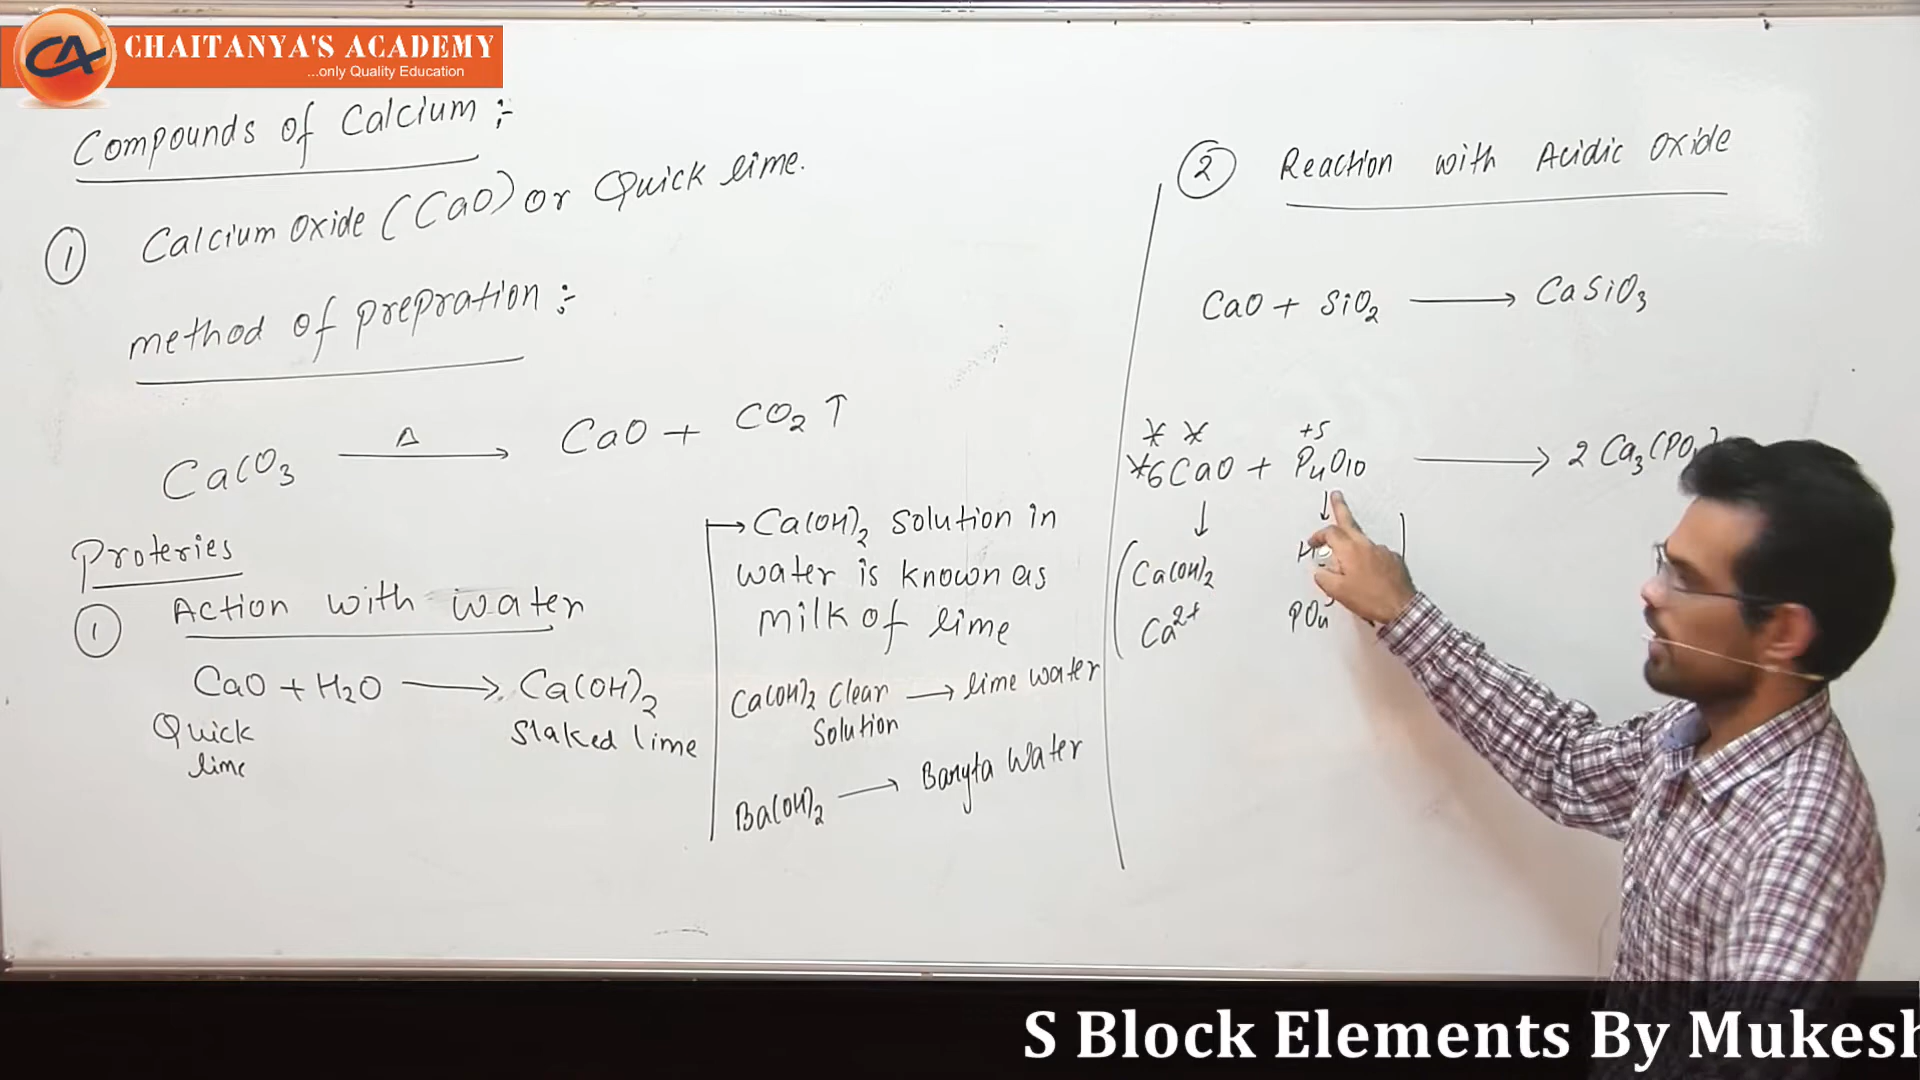 CHAITANYA'S ACADEMY
...only Quality Education
Compounds of Calcium :-
① Calcium Oxide (CaO) or Quick lime.
method of prepration :-
CaCO₃ —Δ→ CaO + CO₂ ↑
Proteries
① Action with water
CaO + H₂O ⟶ Ca(OH)₂
Quick lime
Slaked lime
→ Ca(OH)₂ solution in
water is known as
milk of lime
Ca(OH)₂ Clear Solution → lime water
Ba(OH)₂ → Baryta Water
② Reaction with Acidic Oxide
CaO + SiO₂ ⟶ CaSiO₃
* * +5
*6CaO + P₄O₁₀ ⟶ 2 Ca₃(PO
↓ ↓
Ca(OH)₂
Ca²⁺ PO₄
S Block Elements By Mukesh